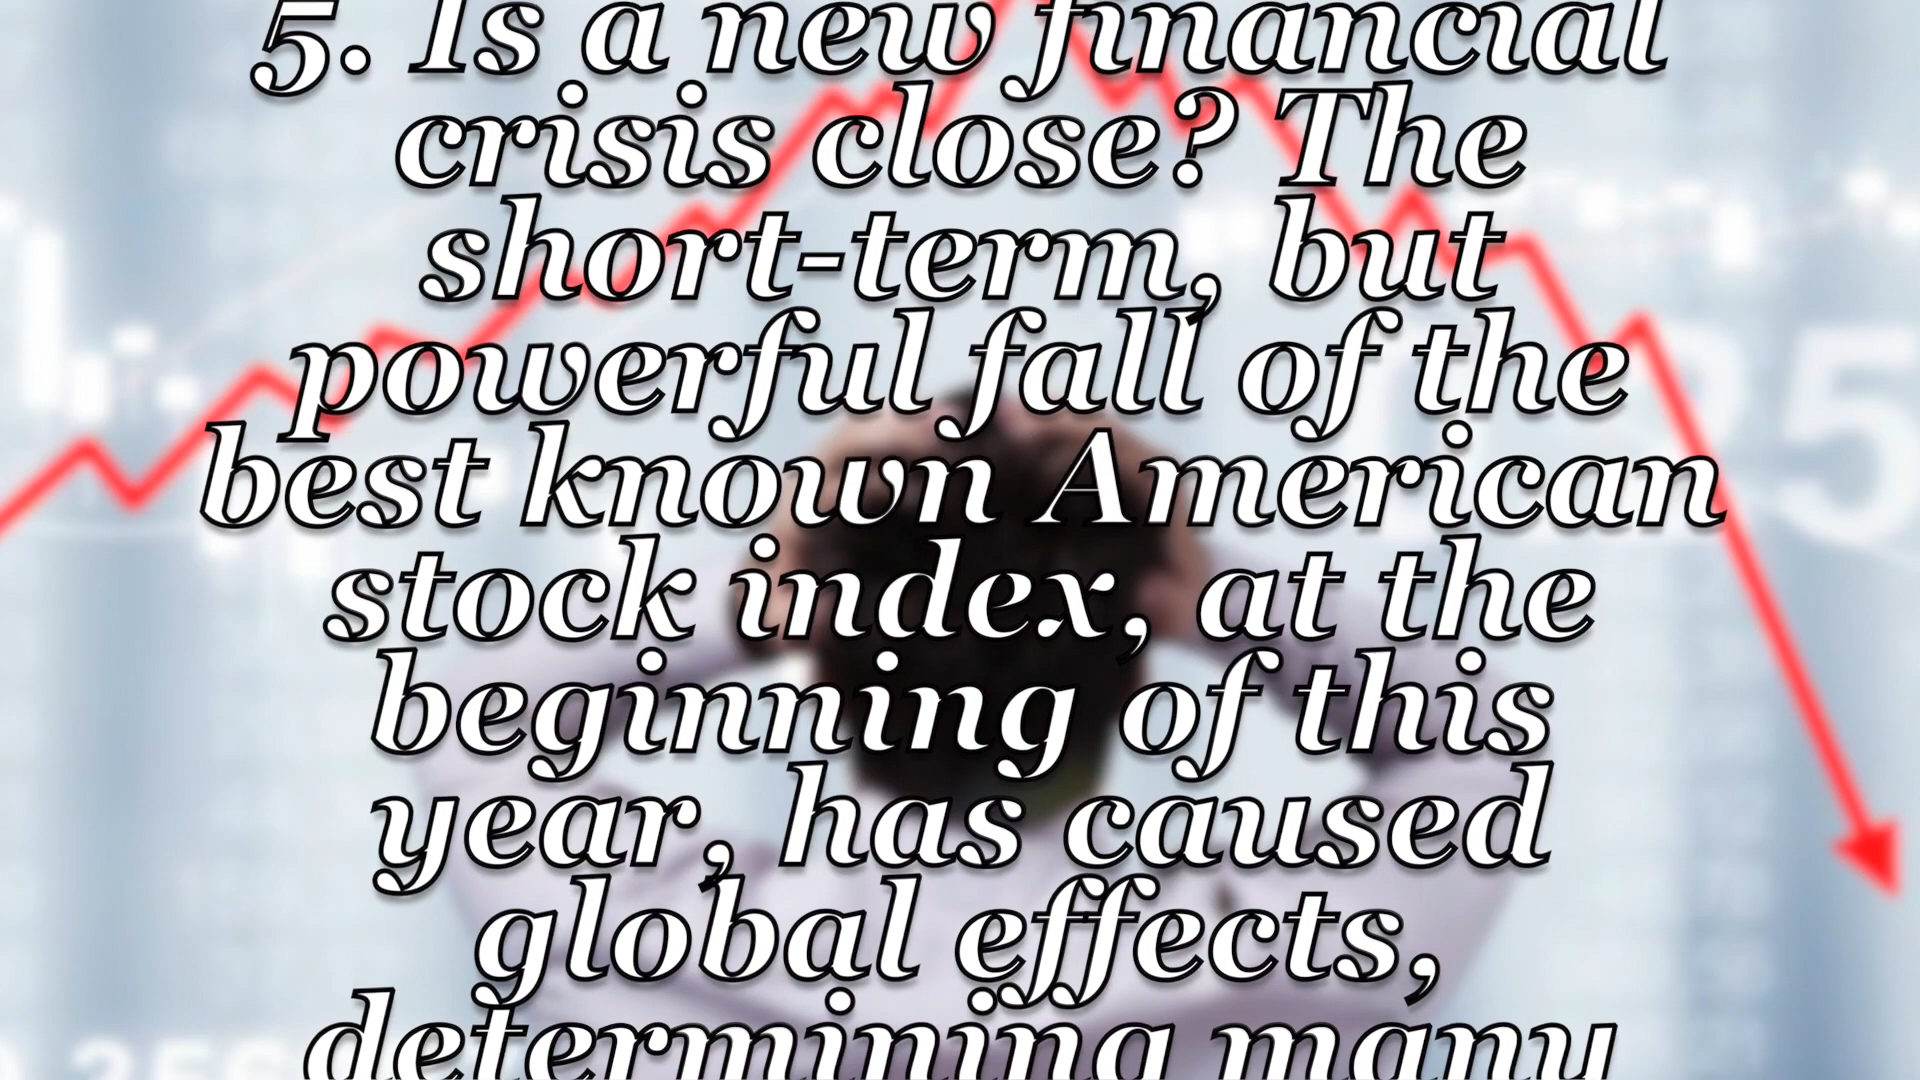 5. Is a new financial
crisis close? The
short-term, but
powerful fall of the
best known American
stock index, at the
beginning of this
year, has caused
global effects,
determining many